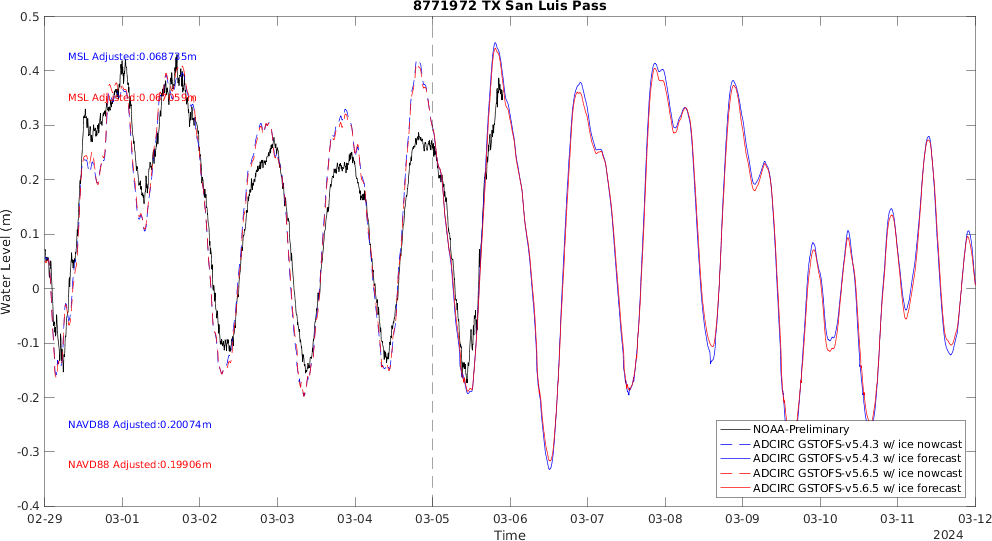 8771972 TX San Luis Pass
0.5
0.4
0.3
0.2
0.1
0
-0.1
-0.2
-0.3
-0.4
Water Level (m)
MSL Adjusted:0.068735m
MSL Adjusted:
NAVD88 Adjusted:0.20074m
NAVD88 Adjusted:0.19906m
NOAA-Preliminary
ADCIRC GSTOFS-v5.4.3 w/ ice nowcast
ADCIRC GSTOFS-v5.4.3 w/ ice forecast
ADCIRC GSTOFS-v5.6.5 w/ ice nowcast
ADCIRC GSTOFS-v5.6.5 w/ ice forecast
02-29 03-01 03-02 03-03 03-04 03-05 03-06 03-07 03-08 03-09 03-10 03-11 03-12
Time
2024